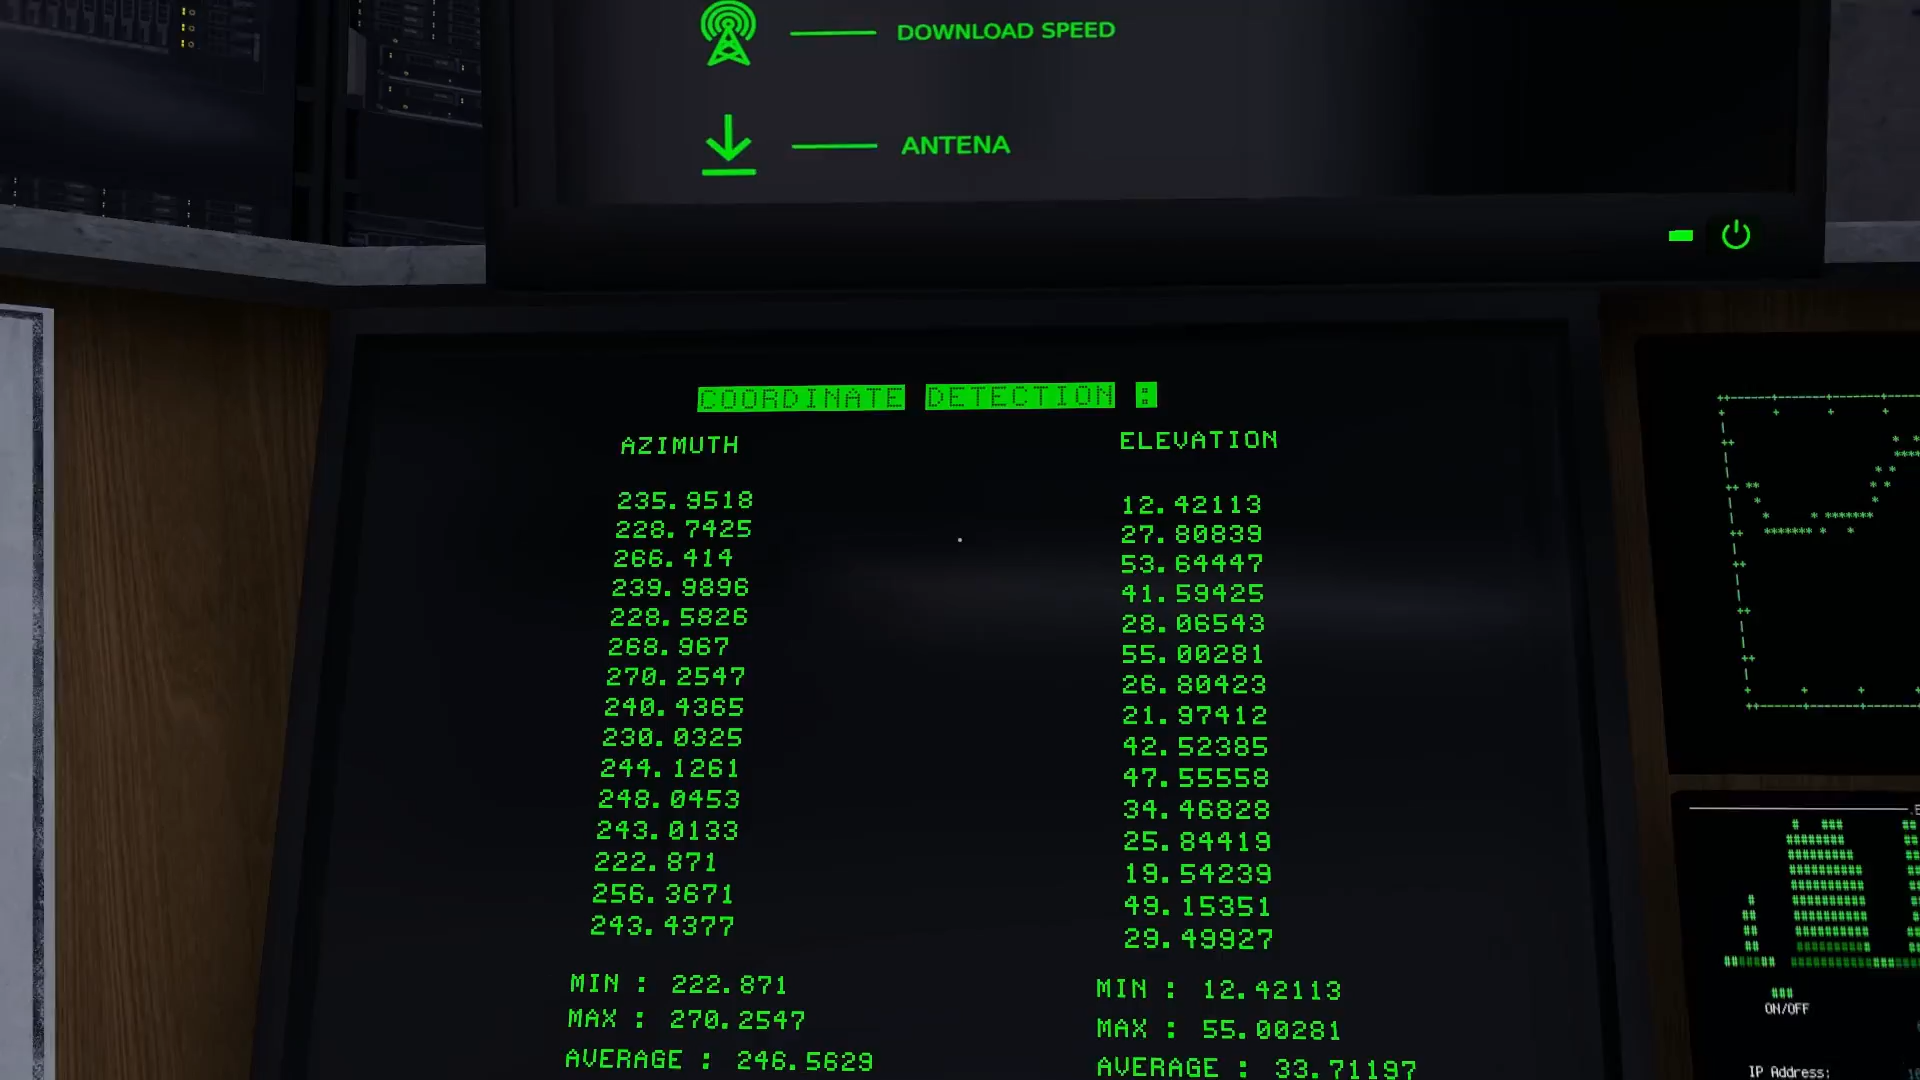 DOWNLOAD SPEED
ANTENA
COORDINATE DETECTION :
AZIMUTH ELEVATION
235.9518 12.42113
228.7425 27.80839
266.414 53.64447
239.9896 41.59425
228.5826 28.06543
268.967 55.00281
270.2547 26.80423
240.4365 21.97412
230.0325 42.52385
244.1261 47.55558
248.0453 34.46828
243.0133 25.84419
222.871 19.54239
256.3671 49.15351
243.4377 29.49927
MIN : 222.871 MIN : 12.42113
MAX : 270.2547 MAX : 55.00281
AVERAGE : 246.5629 AVERAGE : 33.71197
ON/OFF
IP Address: